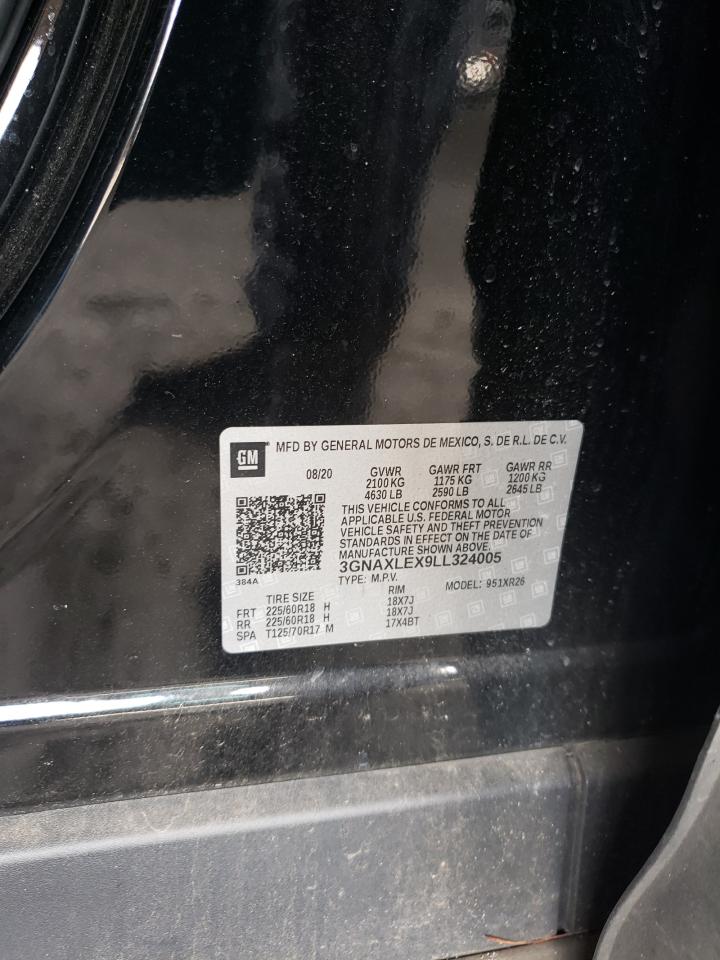 GM MFD BY GENERAL MOTORS DE MEXICO, S. DE R.L. DE C.V.
08/20 GVWR GAWR FRT GAWR RR
2100 KG 1175 KG 1200 KG
4630 LB 2590 LB 2645 LB
THIS VEHICLE CONFORMS TO ALL
APPLICABLE U.S. FEDERAL MOTOR
VEHICLE SAFETY AND THEFT PREVENTION
STANDARDS IN EFFECT ON THE DATE OF
MANUFACTURE SHOWN ABOVE.
3GNAXLEX9LL324005
384A TYPE: M.P.V. MODEL: 951XR26
TIRE SIZE RIM
FRT 225/60R18 H 18X7J
RR 225/60R18 H 18X7J
SPA T125/70R17 M 17X4BT